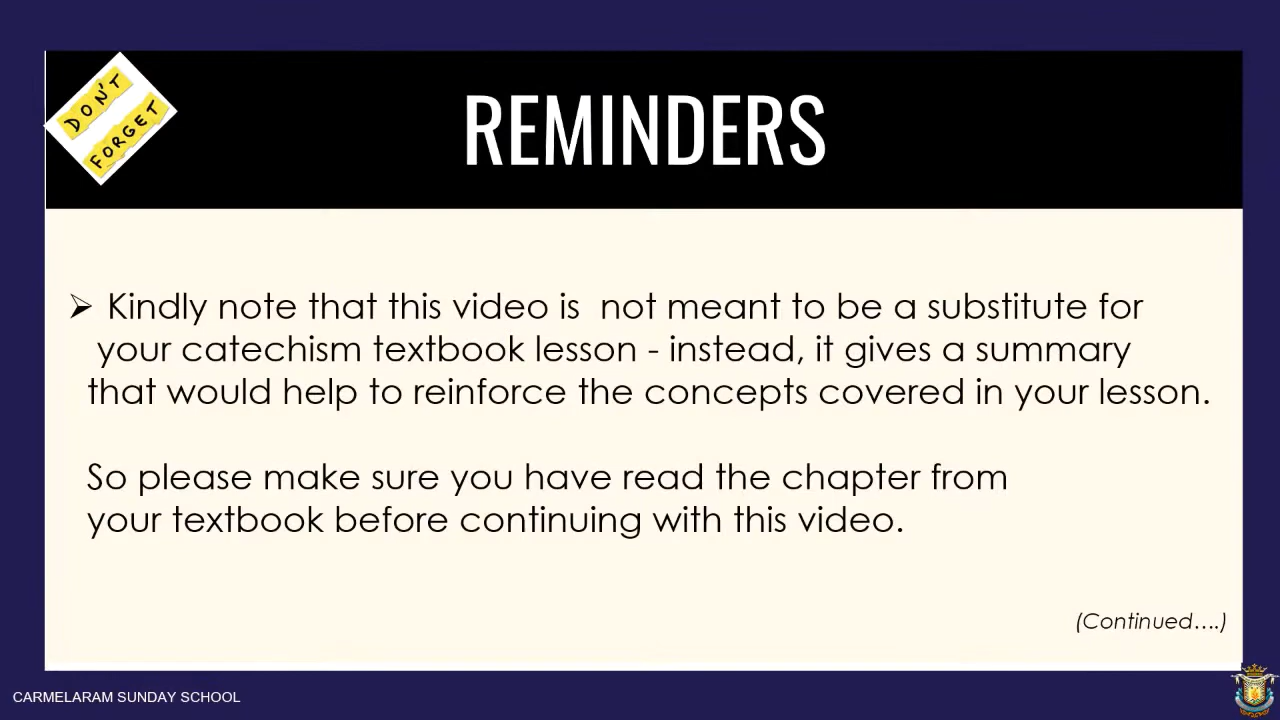 DON'T
FORGET
REMINDERS
➢ Kindly note that this video is not meant to be a substitute for
your catechism textbook lesson - instead, it gives a summary
that would help to reinforce the concepts covered in your lesson.
So please make sure you have read the chapter from
your textbook before continuing with this video.
(Continued....)
CARMELARAM SUNDAY SCHOOL